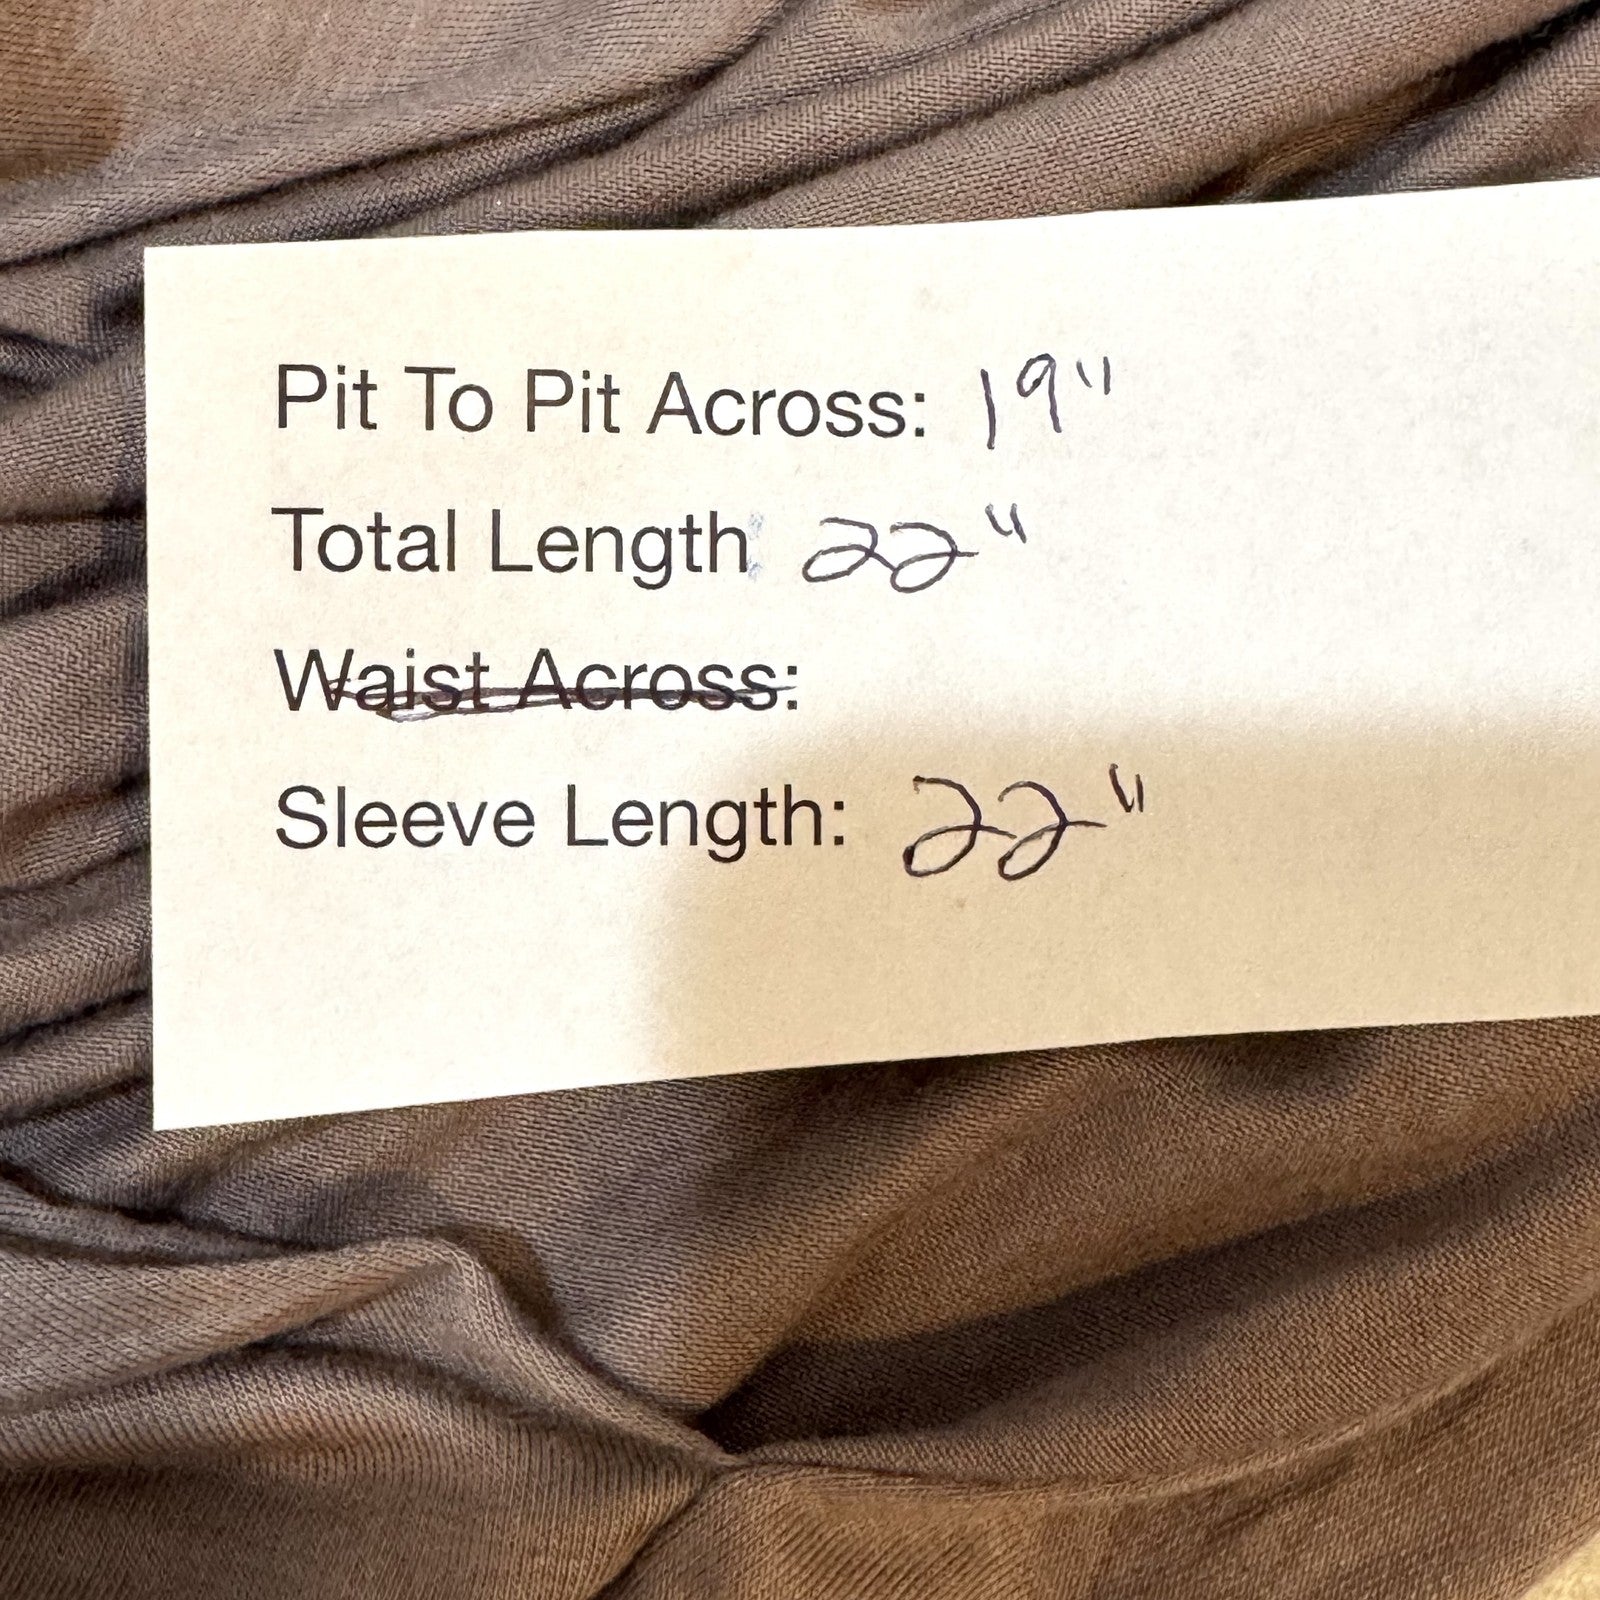 Pit To Pit Across: 19"
Total Length 22"
Waist Across:
Sleeve Length: 22"